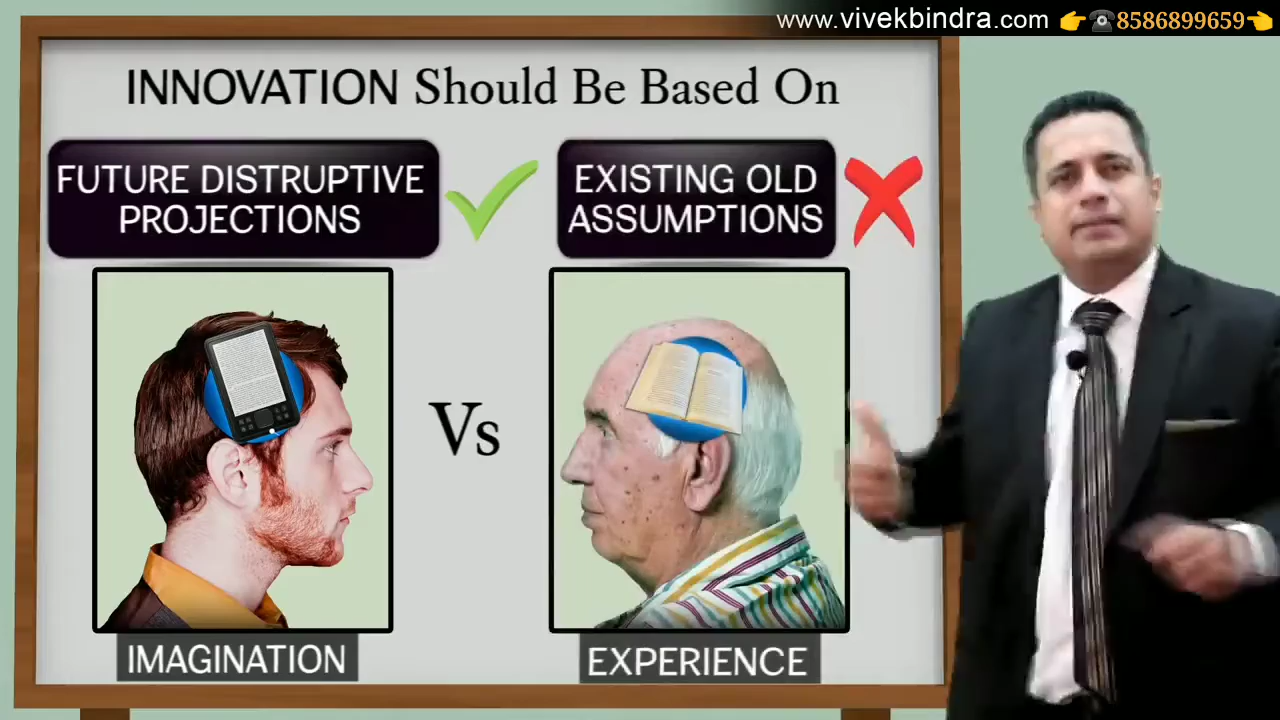 www.vivekbindra.com 👉☎8586899659👈
INNOVATION Should Be Based On
FUTURE DISTRUPTIVE
PROJECTIONS
EXISTING OLD
ASSUMPTIONS
Vs
IMAGINATION
EXPERIENCE